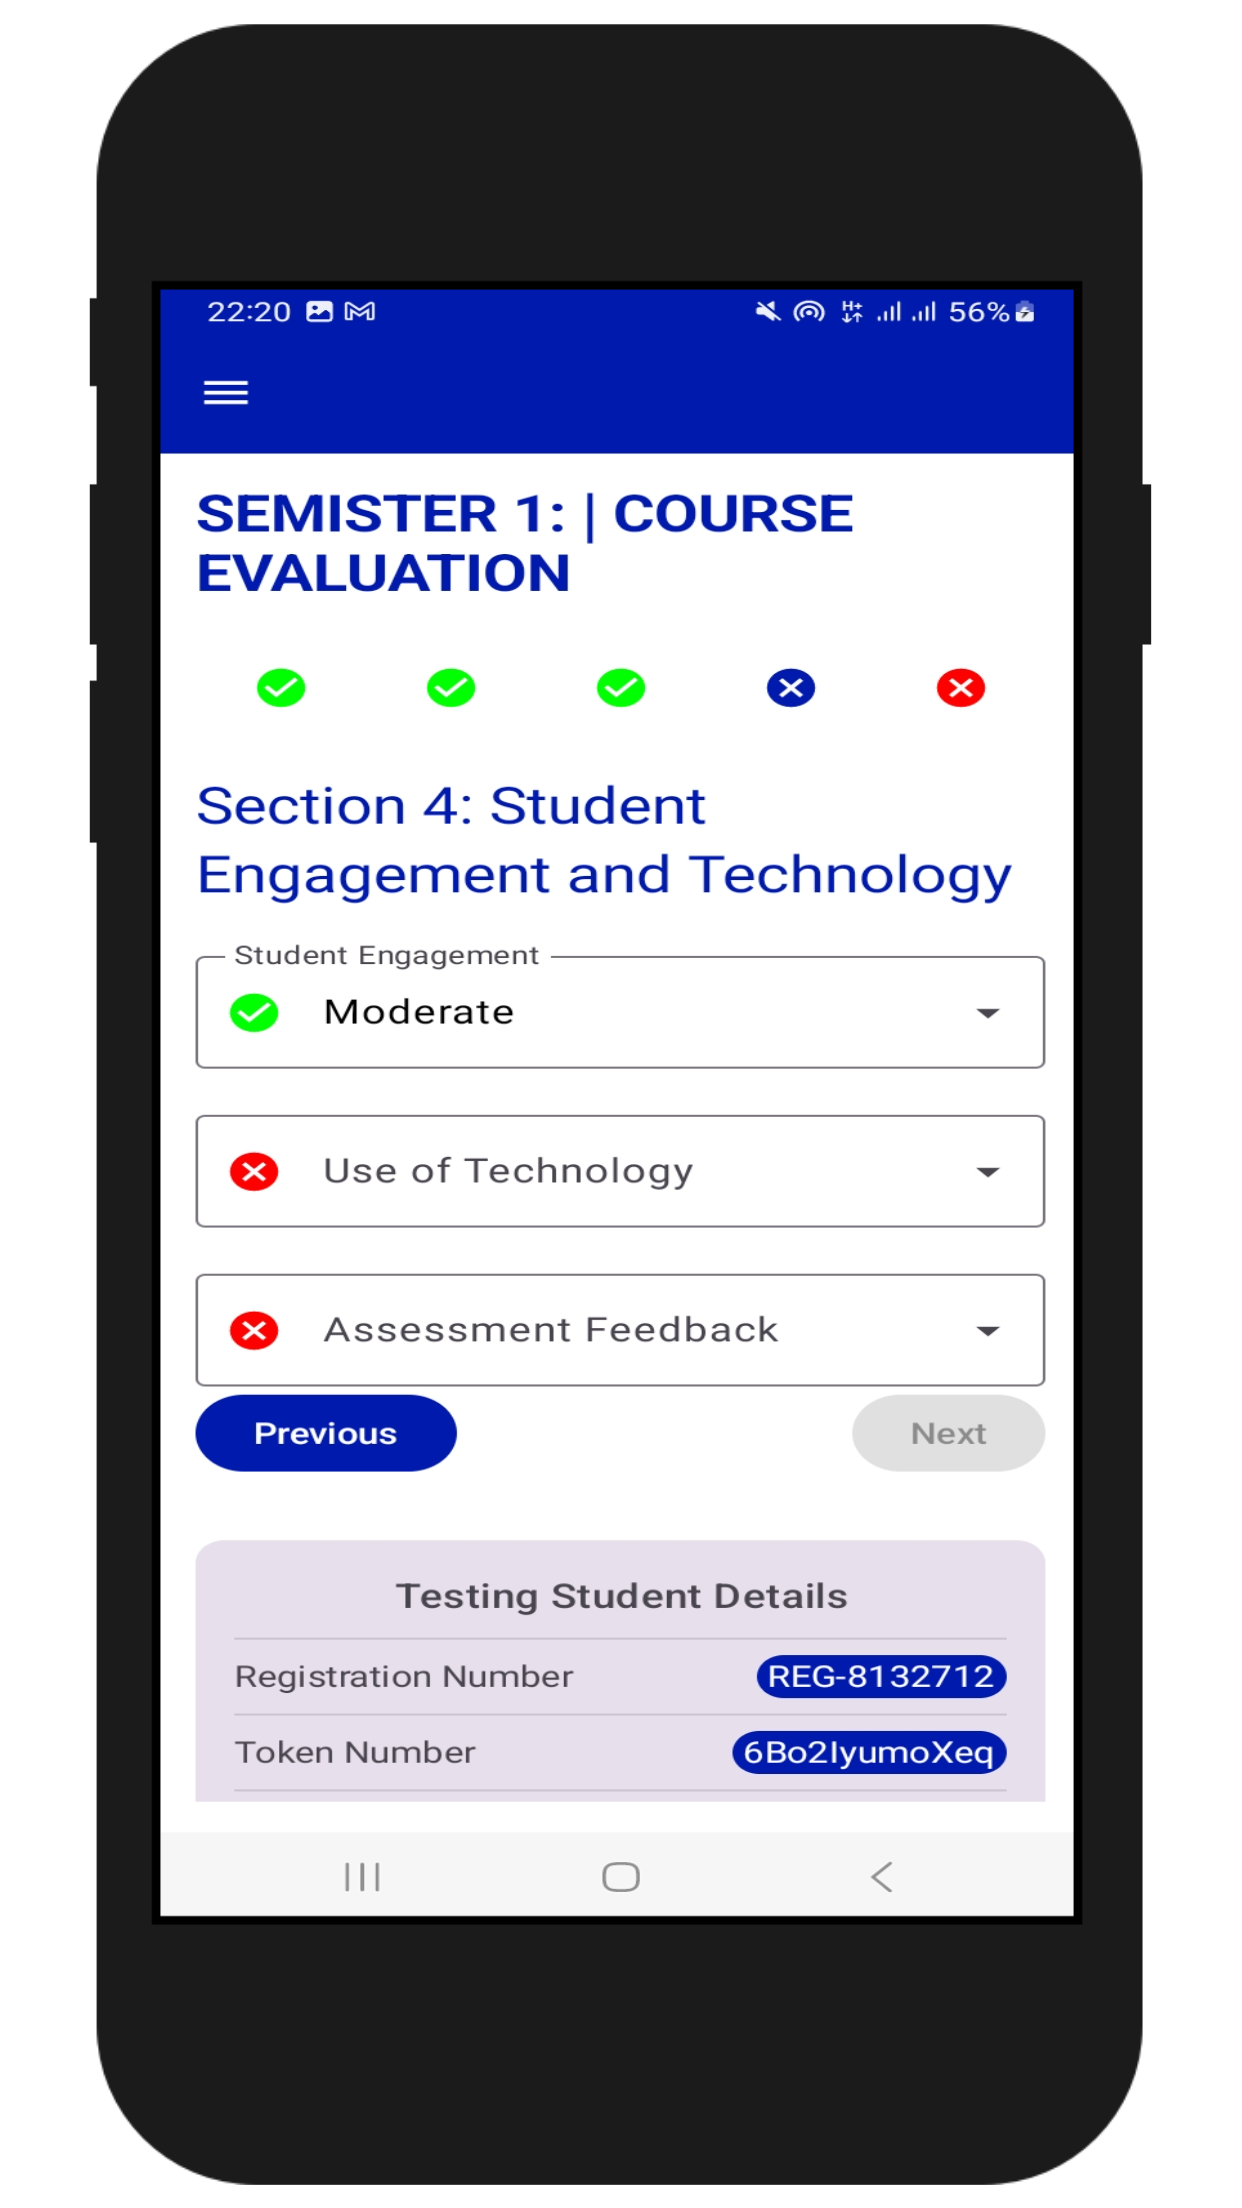 22:20 56%
SEMISTER 1: | COURSE
EVALUATION
Section 4: Student
Engagement and Technology
Student Engagement
Moderate
Use of Technology
Assessment Feedback
Previous Next
Testing Student Details
Registration Number REG-8132712
Token Number 6Bo2IyumoXeq